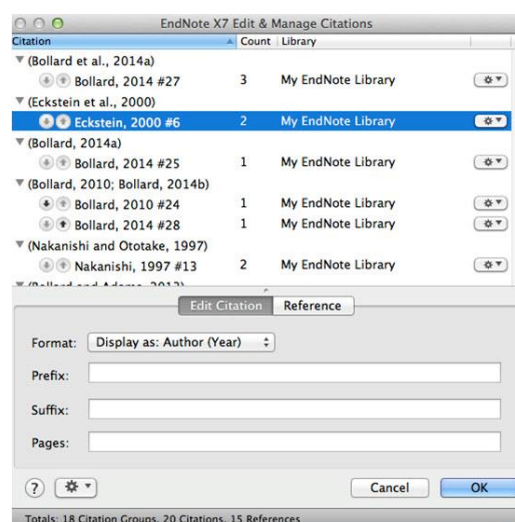 EndNote X7 Edit & Manage Citations
Citation Count Library
(Bollard et al., 2014a)
Bollard, 2014 #27 3 My EndNote Library
(Eckstein et al., 2000)
Eckstein, 2000 #6 2 My EndNote Library
(Bollard, 2014a)
Bollard, 2014 #25 1 My EndNote Library
(Bollard, 2010; Bollard, 2014b)
Bollard, 2010 #24 1 My EndNote Library
Bollard, 2014 #28 1 My EndNote Library
(Nakanishi and Ototake, 1997)
Nakanishi, 1997 #13 2 My EndNote Library
(Bollard and Adams, 2012)
Edit Citation Reference
Format: Display as: Author (Year)
Prefix:
Suffix:
Pages:
? Cancel OK
Totals: 18 Citation Groups, 20 Citations, 15 References